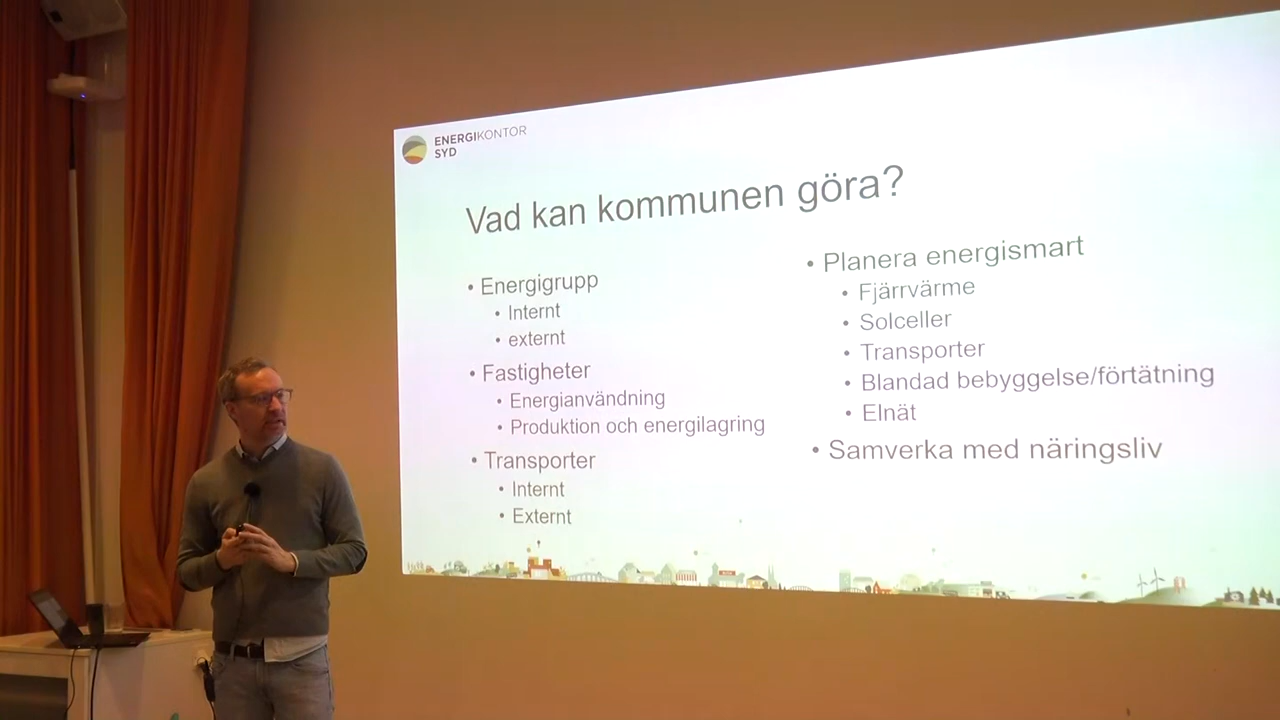 ENERGIKONTOR
SYD
Vad kan kommunen göra?
• Energigrupp
• Internt
• externt
• Fastigheter
• Energianvändning
• Produktion och energilagring
• Transporter
• Internt
• Externt
• Planera energismart
• Fjärrvärme
• Solceller
• Transporter
• Blandad bebyggelse/förtätning
• Elnät
• Samverka med näringsliv